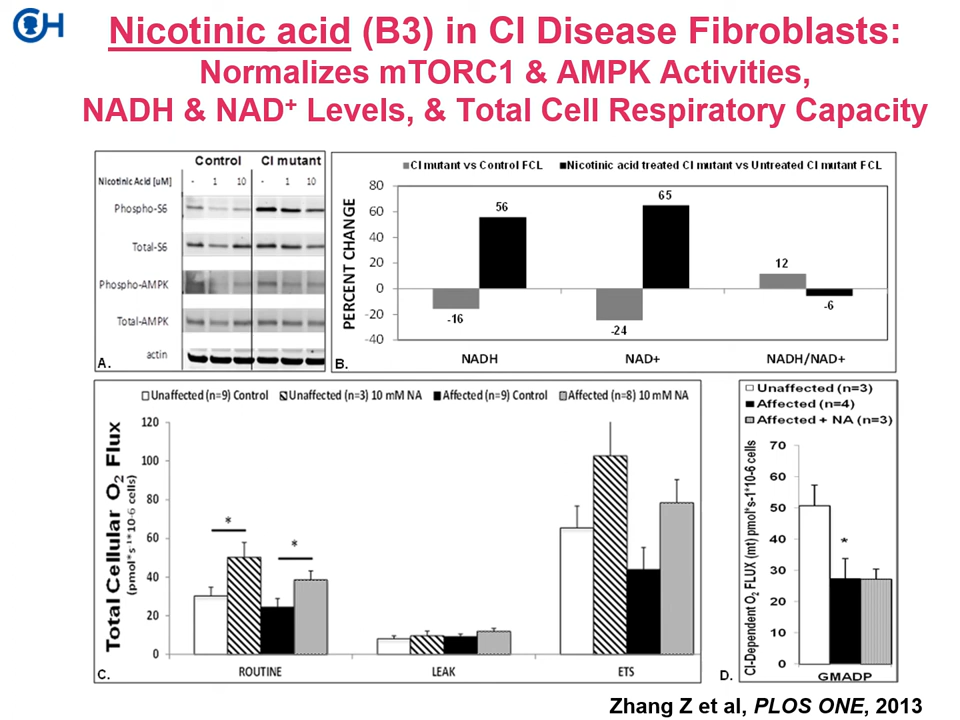 CH
Nicotinic acid (B3) in CI Disease Fibroblasts:
Normalizes mTORC1 & AMPK Activities,
NADH & NAD+ Levels, & Total Cell Respiratory Capacity
Control CI mutant
Nicotinic Acid [uM] - 1 10 - 1 10
Phospho-S6
Total-S6
Phospho-AMPK
Total-AMPK
actin
A.
CI mutant vs Control FCL Nicotinic acid treated CI mutant vs Untreated CI mutant FCL
PERCENT CHANGE
80
60
40
20
0
-20
-40
56
65
12
-16
-24
-6
NADH NAD+ NADH/NAD+
B.
Unaffected (n=9) Control Unaffected (n=3) 10 mM NA Affected (n=9) Control Affected (n=8) 10 mM NA
Total Cellular O2 Flux
(pmol*s-1*10-6 cells)
120
100
80
60
40
20
0
* *
ROUTINE LEAK ETS
C.
Unaffected (n=3)
Affected (n=4)
Affected + NA (n=3)
CI-Dependent O2 FLUX (mt) pmol*s-1*10-6 cells
70
60
50
40
30
20
10
0
*
GMADP
D.
Zhang Z et al, PLOS ONE, 2013